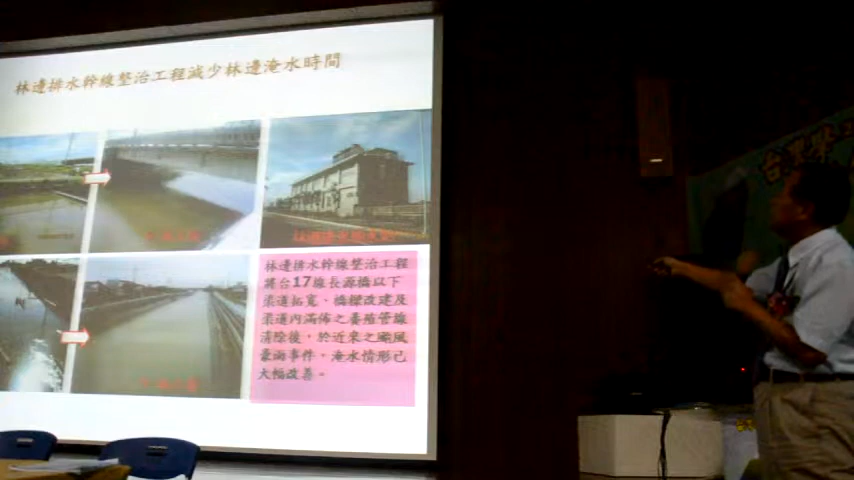 林邊排水幹線整治工程減少林邊淹水時間
林邊排水幹線整治工程
將台17線長源橋以下
渠道拓寬、橋樑改建及
渠道內滿佈之養殖管線
清除後，於近來之颱風
豪雨事件，淹水情形已
大幅改善。